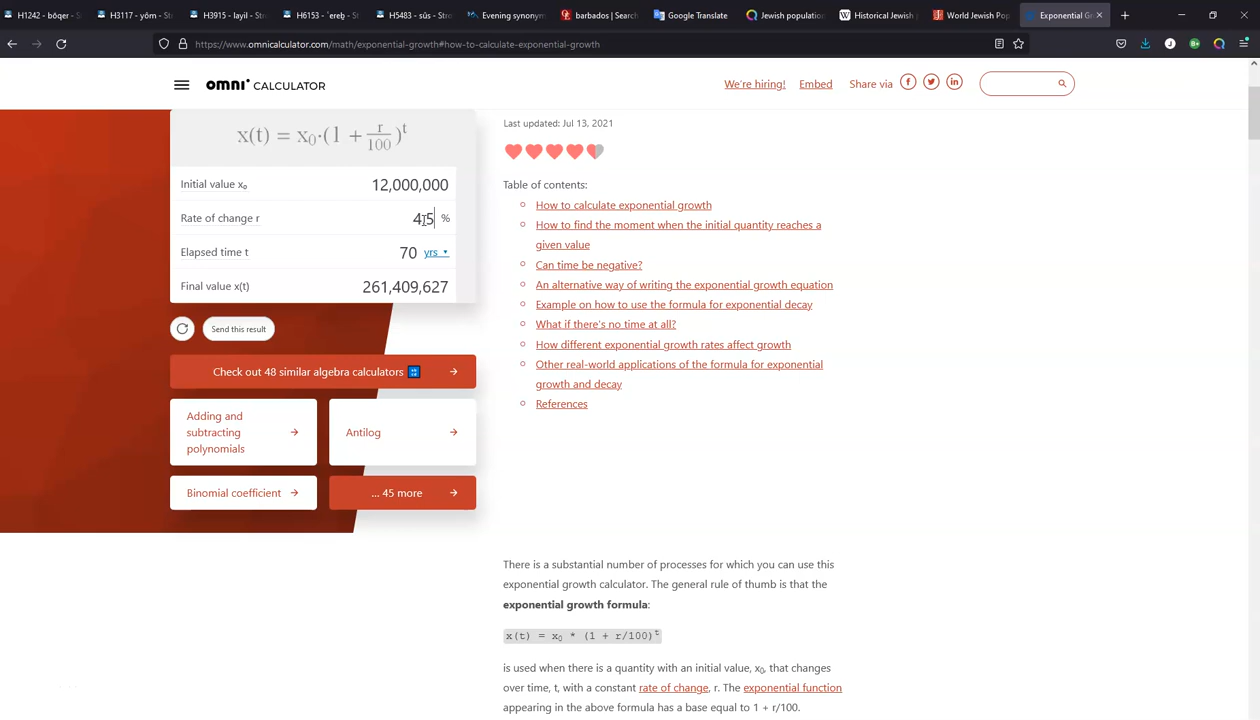 H1242 - bôqer - St
H3117 - yôm - Str
H3915 - layil - Str
H6153 - ʿereḇ - St
H5483 - sûs - Stro
Evening synonym
barbados | Search
Google Translate
Jewish population
Historical Jewish p
World Jewish Pop
Exponential Gr
https://www.omnicalculator.com/math/exponential-growth#how-to-calculate-exponential-growth
OMNI CALCULATOR
We're hiring!
Embed
Share via
x(t) = x₀·(1 + r/100)ᵗ
Last updated: Jul 13, 2021
Initial value x₀ 12,000,000
Rate of change r 4.5 %
Elapsed time t 70 yrs
Final value x(t) 261,409,627
Send this result
Check out 48 similar algebra calculators
Adding and
subtracting
polynomials
Antilog
Binomial coefficient
... 45 more
Table of contents:
How to calculate exponential growth
How to find the moment when the initial quantity reaches a
given value
Can time be negative?
An alternative way of writing the exponential growth equation
Example on how to use the formula for exponential decay
What if there's no time at all?
How different exponential growth rates affect growth
Other real-world applications of the formula for exponential
growth and decay
References
There is a substantial number of processes for which you can use this
exponential growth calculator. The general rule of thumb is that the
exponential growth formula:
x(t) = x₀ * (1 + r/100)ᵗ
is used when there is a quantity with an initial value, x₀, that changes
over time, t, with a constant rate of change, r. The exponential function
appearing in the above formula has a base equal to 1 + r/100.